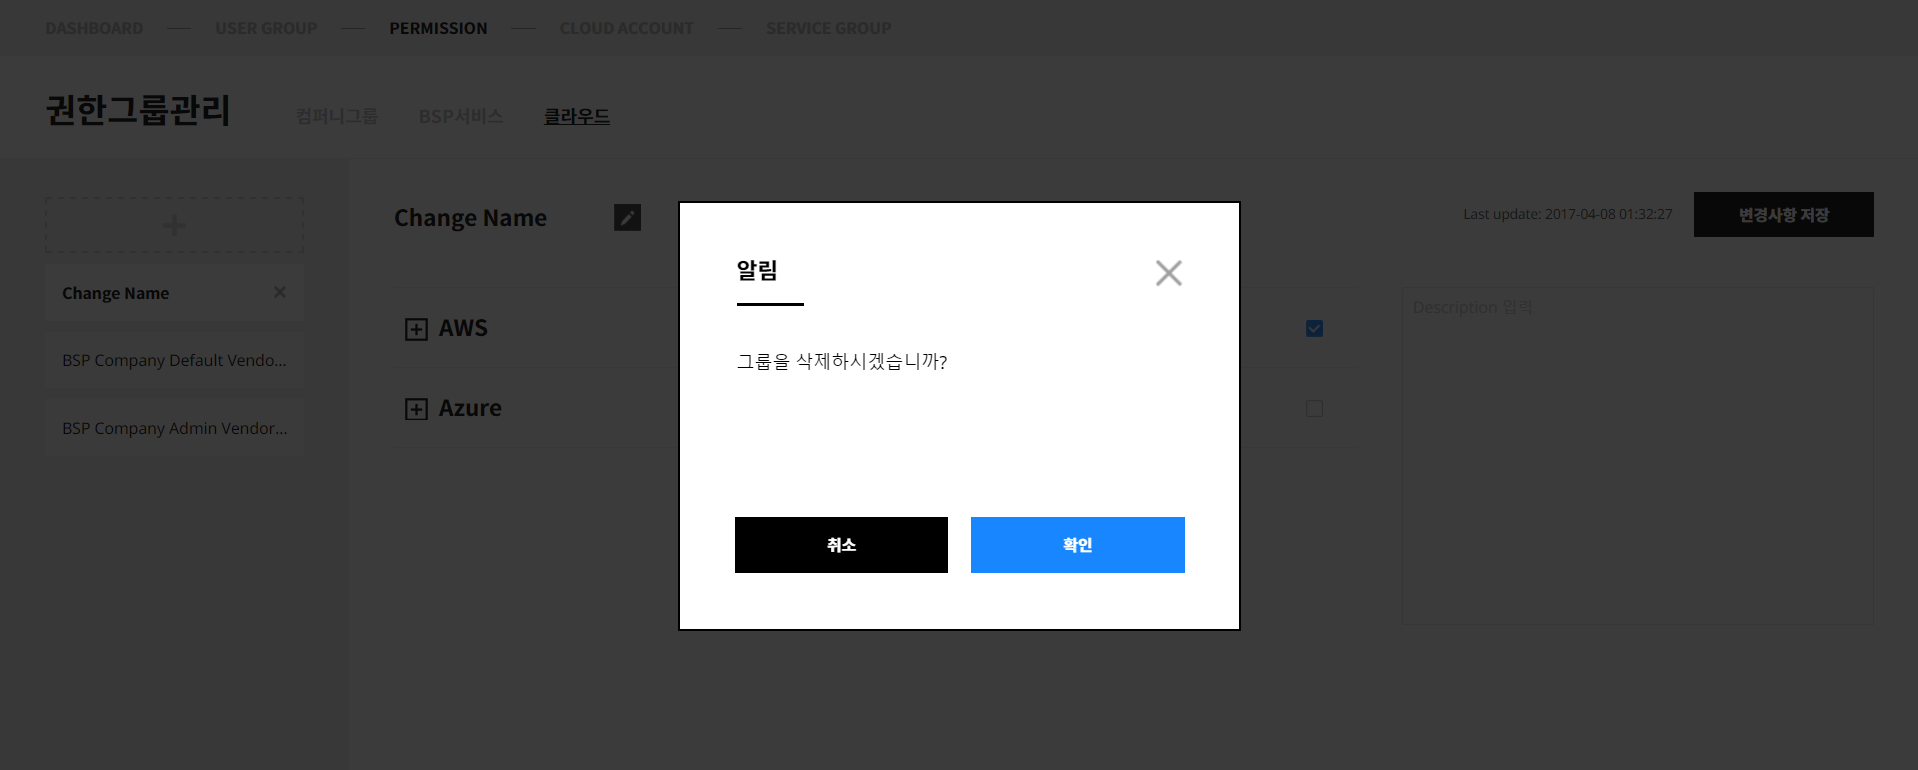 DASHBOARD — USER GROUP — PERMISSION — CLOUD ACCOUNT — SERVICE GROUP
권한그룹관리 컴퍼니그룹 BSP서비스 클라우드
Change Name
BSP Company Default Vendo...
BSP Company Admin Vendor...
Change Name
Last update: 2017-04-08 01:32:27
변경사항 저장
AWS
Azure
Description 입력
알림
그룹을 삭제하시겠습니까?
취소
확인